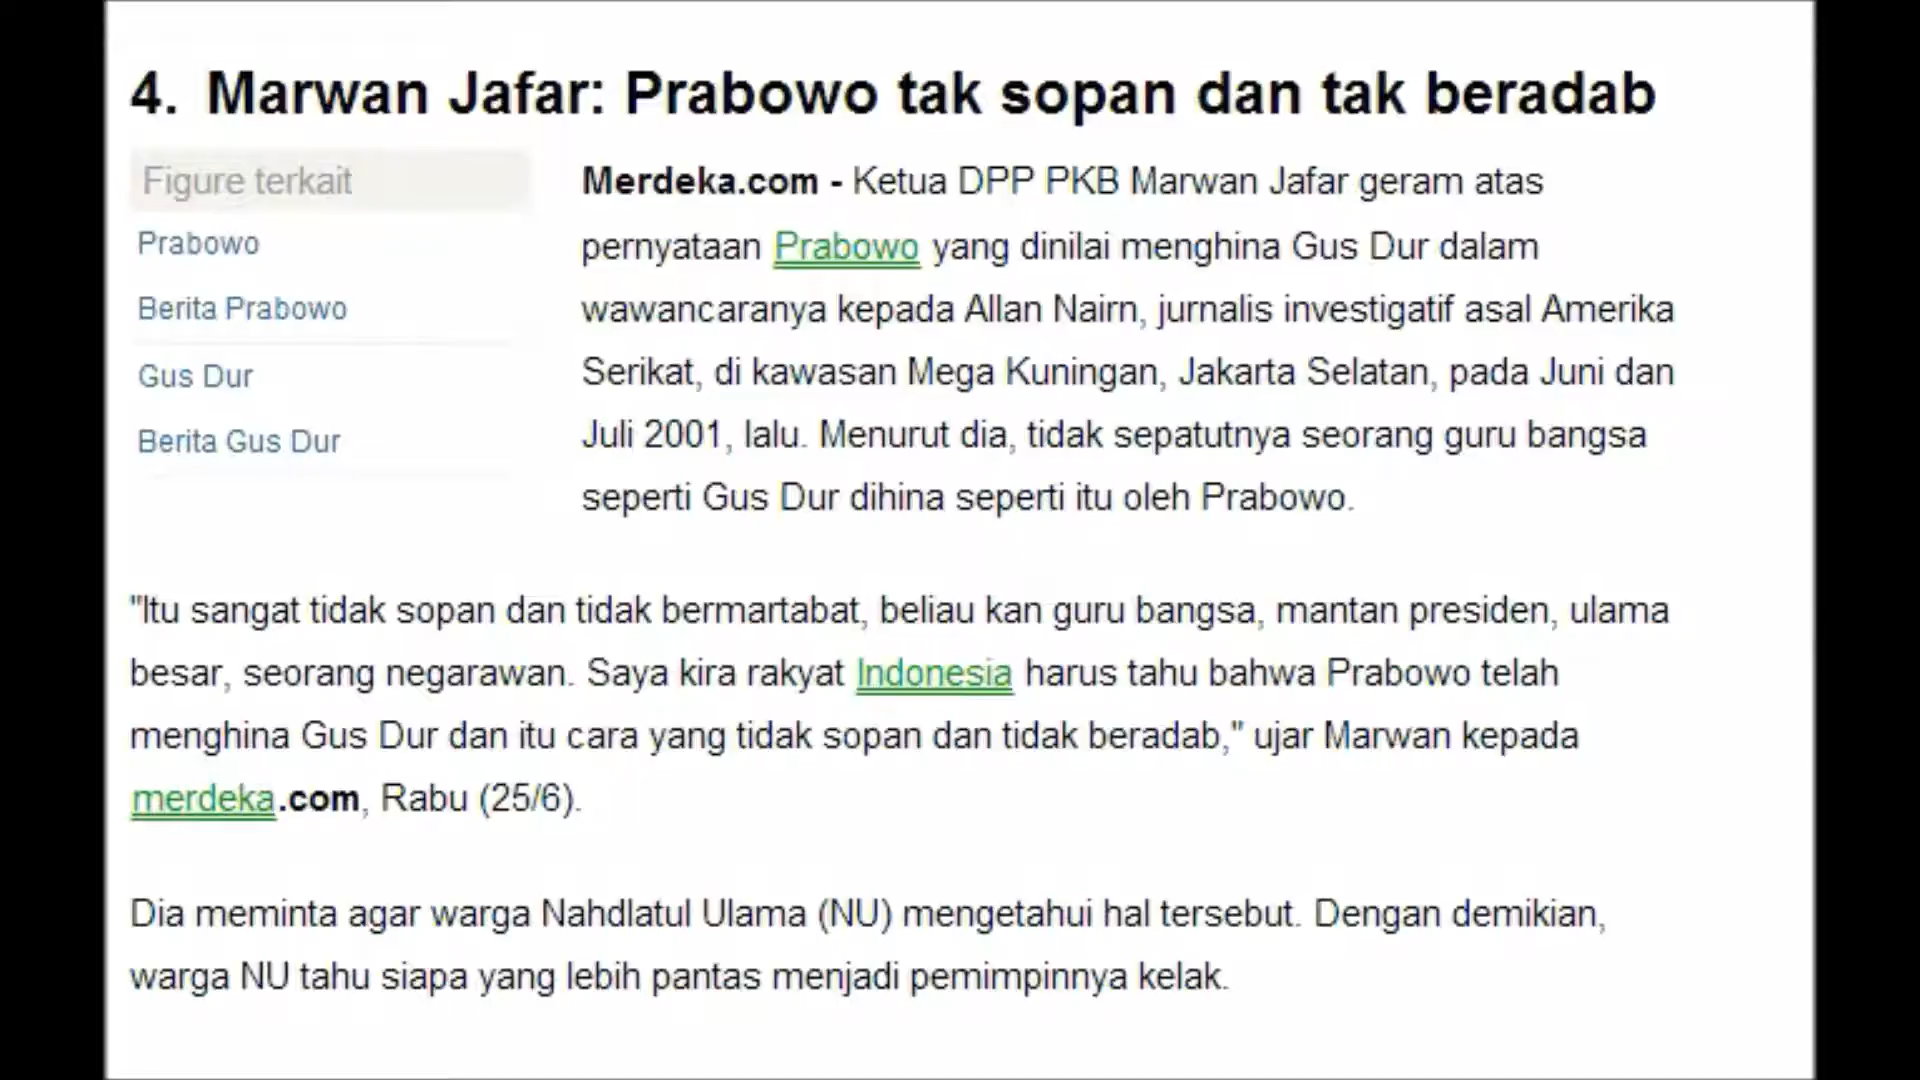 4. Marwan Jafar: Prabowo tak sopan dan tak beradab
Figure terkait
Prabowo
Berita Prabowo
Gus Dur
Berita Gus Dur
Merdeka.com - Ketua DPP PKB Marwan Jafar geram atas
pernyataan Prabowo yang dinilai menghina Gus Dur dalam
wawancaranya kepada Allan Nairn, jurnalis investigatif asal Amerika
Serikat, di kawasan Mega Kuningan, Jakarta Selatan, pada Juni dan
Juli 2001, lalu. Menurut dia, tidak sepatutnya seorang guru bangsa
seperti Gus Dur dihina seperti itu oleh Prabowo.
"Itu sangat tidak sopan dan tidak bermartabat, beliau kan guru bangsa, mantan presiden, ulama
besar, seorang negarawan. Saya kira rakyat Indonesia harus tahu bahwa Prabowo telah
menghina Gus Dur dan itu cara yang tidak sopan dan tidak beradab," ujar Marwan kepada
merdeka.com, Rabu (25/6).
Dia meminta agar warga Nahdlatul Ulama (NU) mengetahui hal tersebut. Dengan demikian,
warga NU tahu siapa yang lebih pantas menjadi pemimpinnya kelak.